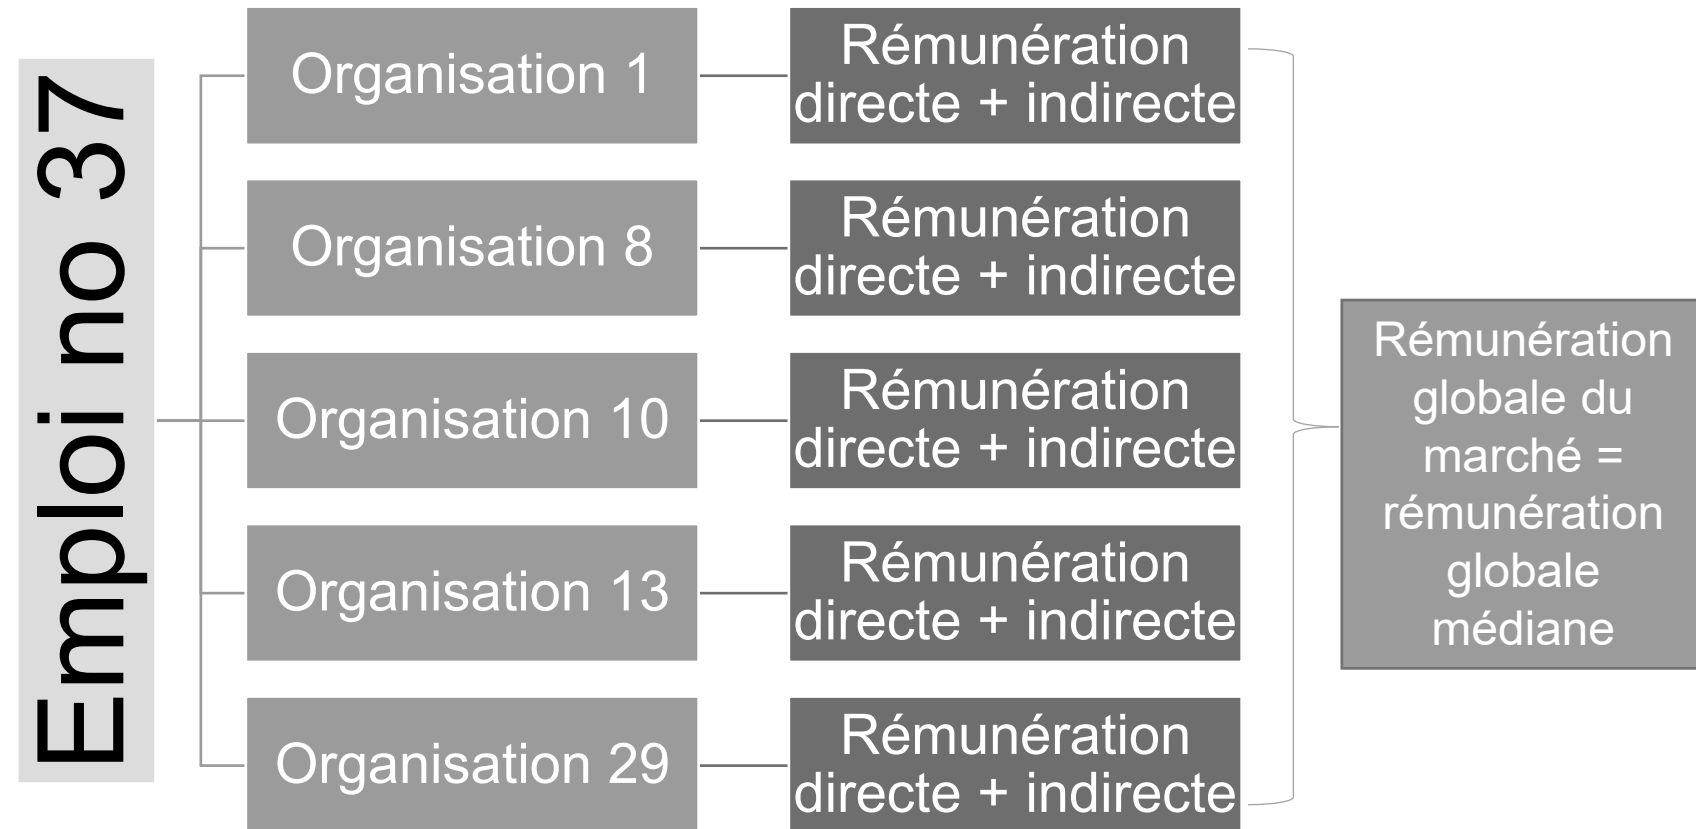 Emploi no 37
Organisation 1
Rémunération
directe + indirecte
Organisation 8
Rémunération
directe + indirecte
Organisation 10
Rémunération
directe + indirecte
Organisation 13
Rémunération
directe + indirecte
Organisation 29
Rémunération
directe + indirecte
Rémunération
globale du
marché =
rémunération
globale
médiane